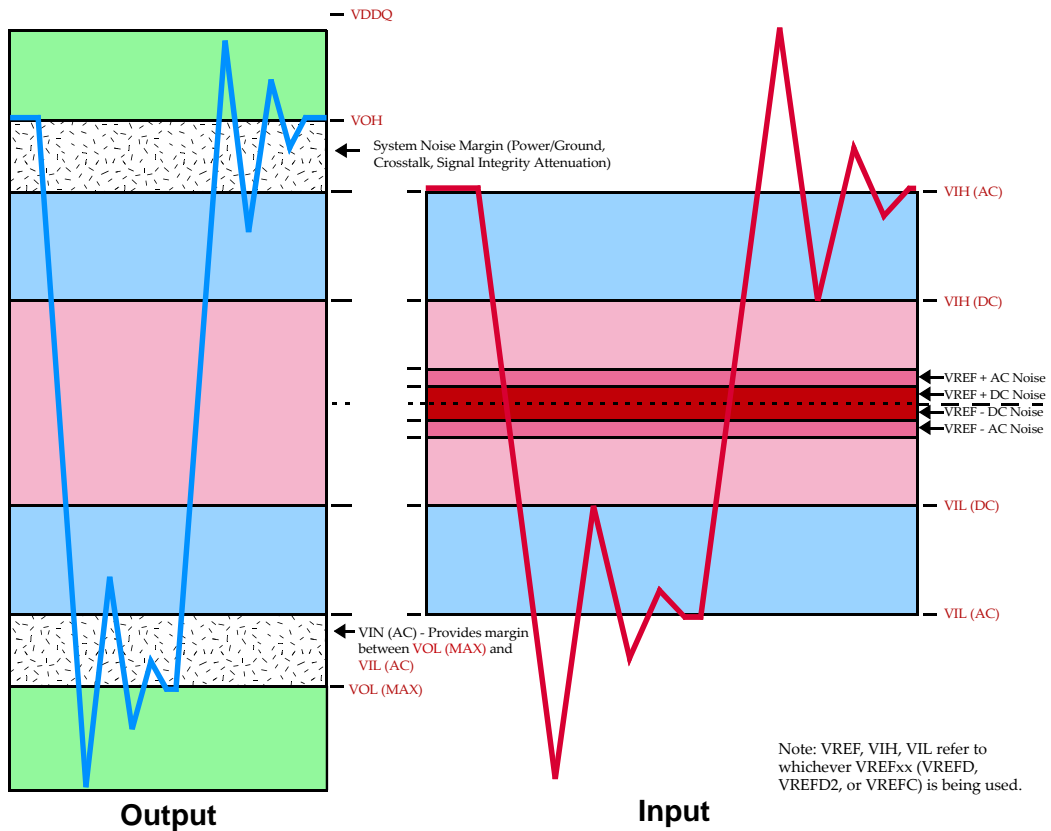 VDDQ
VOH
System Noise Margin (Power/Ground,
Crosstalk, Signal Integrity Attenuation)
VIH (AC)
VIH (DC)
VREF + AC Noise
VREF + DC Noise
VREF - DC Noise
VREF - AC Noise
VIL (DC)
VIL (AC)
VIN (AC) - Provides margin
between VOL (MAX) and
VIL (AC)
VOL (MAX)
Note: VREF, VIH, VIL refer to
whichever VREFxx (VREFD,
VREFD2, or VREFC) is being used.
Output
Input